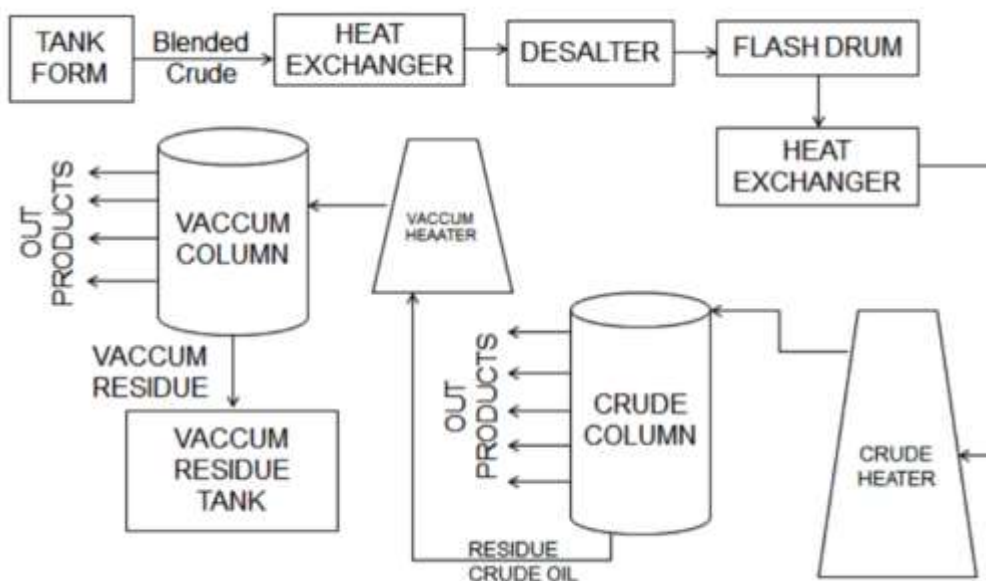 TANK
FORM
Blended
Crude
HEAT
EXCHANGER
DESALTER
FLASH DRUM
HEAT
EXCHANGER
OUT
PRODUCTS
VACCUM
COLUMN
VACCUM
HEAATER
VACCUM
RESIDUE
VACCUM
RESIDUE
TANK
OUT
PRODUCTS
CRUDE
COLUMN
CRUDE
HEATER
RESIDUE
CRUDE OIL